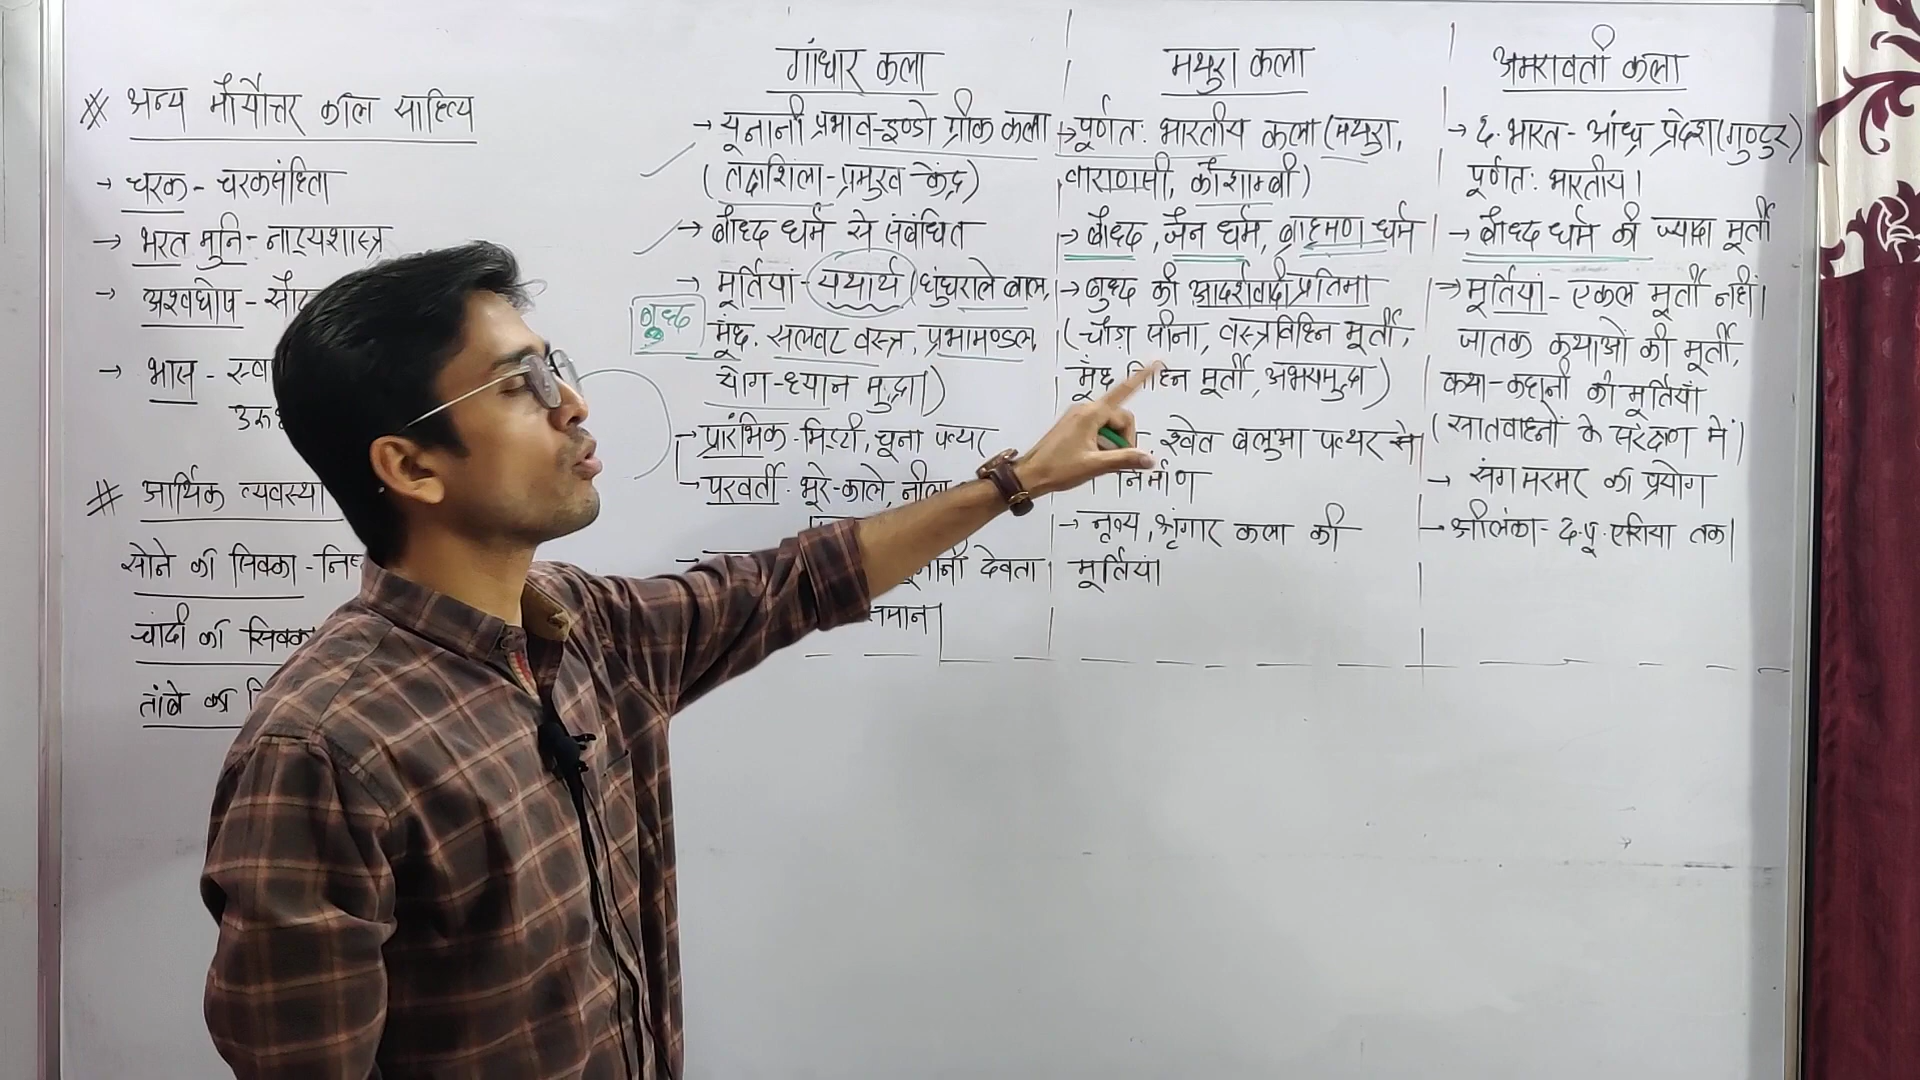 # अन्य मौर्योत्तर कालि साहित्य
→ चरक - चरकसंहिता
→ भरत मुनि - नाट्यशास्त्र
→ अश्वघोष - सौ
→ भास - स्व
# आर्थिक व्यवस्था
सोने का सिक्का - नि
चांदी का सिक्का
तांबे का
गांधार कला
→ यूनानी प्रभाव - इण्डो ग्रीक कला
(तक्षशिला - प्रमुख केंद्र)
→ बौध्द धर्म से संबंधित
→ मूर्तियां - यथार्थ (घुंघराले बाल,
बुध्द
मूंछ, सलवट वस्त्र, प्रभामण्डल,
योग - ध्यान मुद्रा)
→ प्रारंभिक - मिट्टी, चूना पत्थर
→ परवर्ती - भूरे - काले, नीला
देवता
मथुरा कला
→ पूर्णत: भारतीय कला (मथुरा,
वाराणसी, कौशाम्बी)
→ बौध्द, जैन धर्म, ब्राह्मण धर्म
→ बुध्द की आदर्शवादी प्रतिमा
(चौड़ा सीना, वस्त्रविहिन मूर्ती,
मूंछ विहिन मूर्ती, अभयमुद्रा)
श्वेत बलुआ पत्थर से
निर्माण
→ नृत्य, श्रृंगार कला की
मूर्तियां
अमरावती कला
→ द. भारत - आंध्र प्रदेश (गुण्टुर)
पूर्णत: भारतीय।
→ बौध्द धर्म की ज्यादा मूर्ती
→ मूर्तियां - एकल मूर्ती नहीं।
जातक कथाओं की मूर्ती,
कथा - कहानी की मूर्तियां
(सातवाहनों के संरक्षण में)
→ संगमरमर का प्रयोग
→ श्रीलंका - द. पू. एशिया तक।